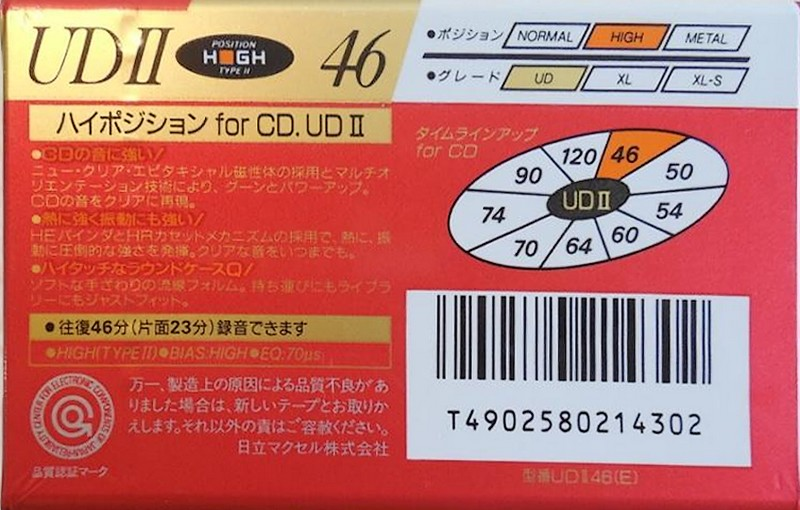 UDⅡ POSITION HIGH TYPE II 46
●ポジション NORMAL HIGH METAL
●グレード UD XL XL-S
ハイポジション for CD. UD Ⅱ
●CDの音に強い!
ニュー・クリア・エピタキシャル磁性体の採用とマルチオ
リエンテーション技術により、グーンとパワーアップ。
CDの音をクリアに再現。
●熱に強く振動にも強い!
HEバインダとHRカセットメカニズムの採用で、熱に、振
動に圧倒的な強さを発揮。クリアな音をいつまでも。
●ハイタッチなラウンドケースQ!
ソフトな手ざわりの流線フォルム。持ち運びにもライブラ
リーにもジャストフィット。
●往復46分(片面23分)録音できます
●HIGH(TYPEⅡ)●BIAS:HIGH●EQ:70μs
RELIABILITY CENTER FOR ELECTRONIC COMPONENTS OF JAPAN
品質認証マーク
万一、製造上の原因による品質不良があ
りました場合は、新しいテープとお取りか
えします。それ以外の責はご容赦ください。
日立マクセル株式会社
タイムラインアップ
for CD
46
50
54
60
64
70
74
90
120
UDⅡ
T4902580214302
型番UDⅡ46(E)